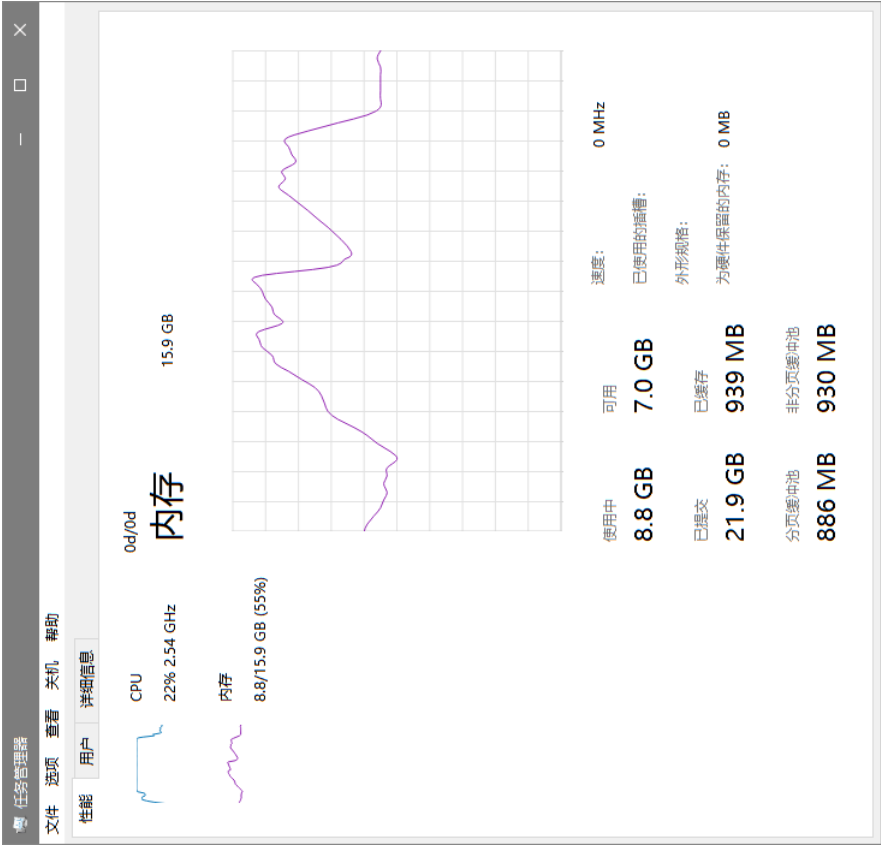 任务管理器
文件 选项 查看 关机 帮助
性能 用户 详细信息
CPU
22% 2.54 GHz
内存
8.8/15.9 GB (55%)
0d/0d
内存
15.9 GB
使用中 可用
8.8 GB 7.0 GB
已提交 已缓存
21.9 GB 939 MB
分页缓冲池 非分页缓冲池
886 MB 930 MB
速度: 0 MHz
已使用的插槽:
外形规格:
为硬件保留的内存: 0 MB